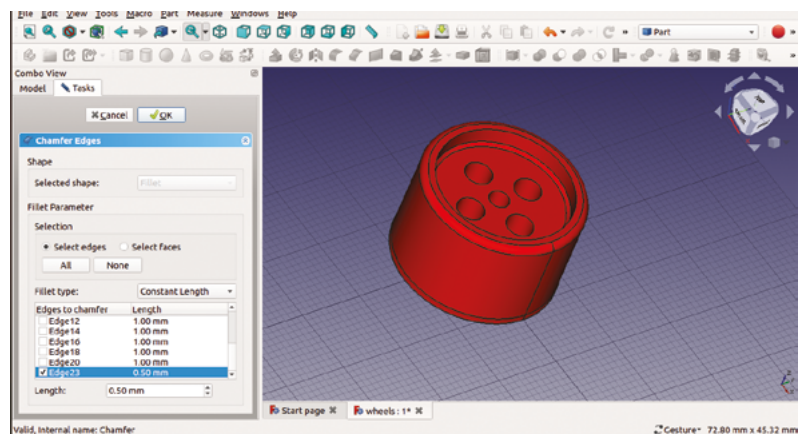 File Edit View Tools Macro Part Measure Windows Help
Part
Combo View
Model Tasks
Cancel OK
Chamfer Edges
Shape
Selected shape: Fillet
Fillet Parameter
Selection
Select edges Select faces
All None
Fillet type: Constant Length
Edges to chamfer Length
Edge12 1.00 mm
Edge14 1.00 mm
Edge16 1.00 mm
Edge18 1.00 mm
Edge20 1.00 mm
Edge23 0.50 mm
Length: 0.50 mm
Start page wheels : 1*
Valid, Internal name: Chamfer Gesture 72.80 mm x 45.32 mm